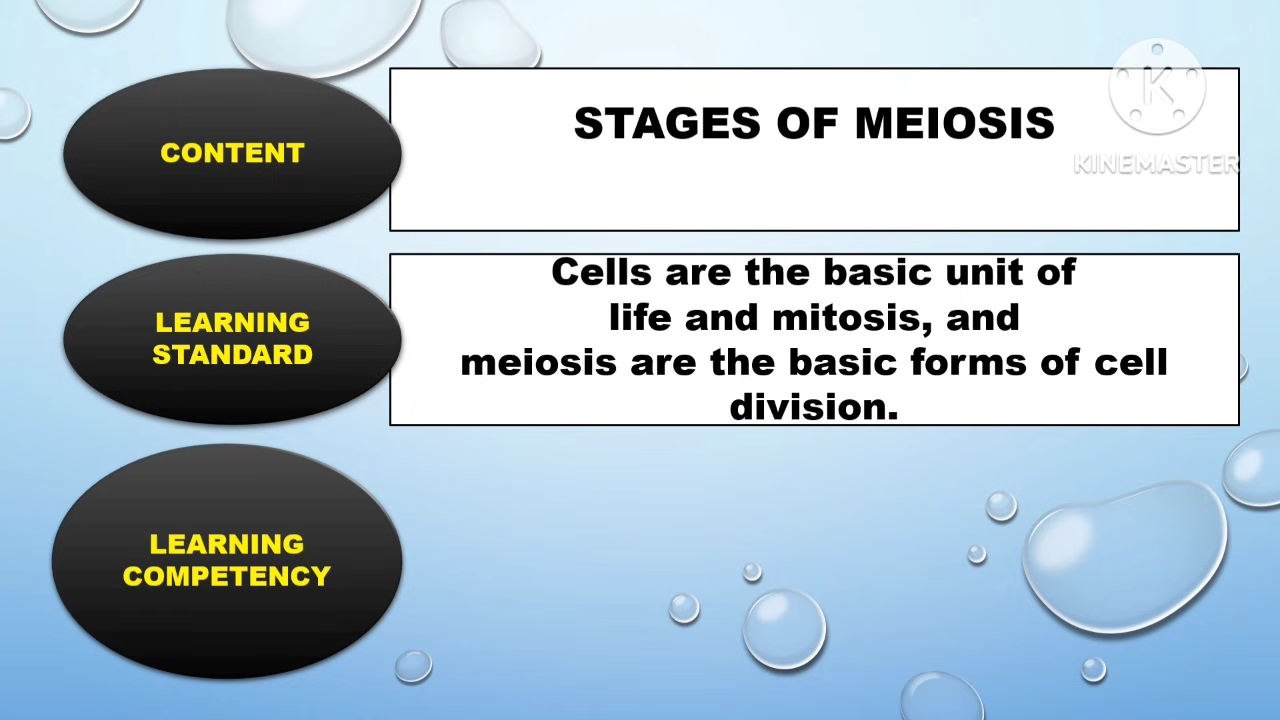 CONTENT
STAGES OF MEIOSIS
K
KINEMASTER
LEARNING
STANDARD
Cells are the basic unit of
life and mitosis, and
meiosis are the basic forms of cell
division.
LEARNING
COMPETENCY